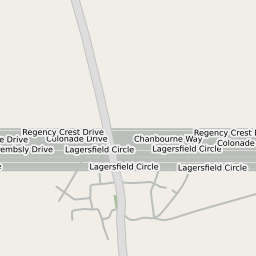 Regency Crest Drive
Regency Crest D
Colonade Drive
Chanbourne Way
e Drive
Colonade
embsly Drive
Lagersfield Circle
Lagersfield Circle
e
Lagersfield Circle
Lagersfield Circle